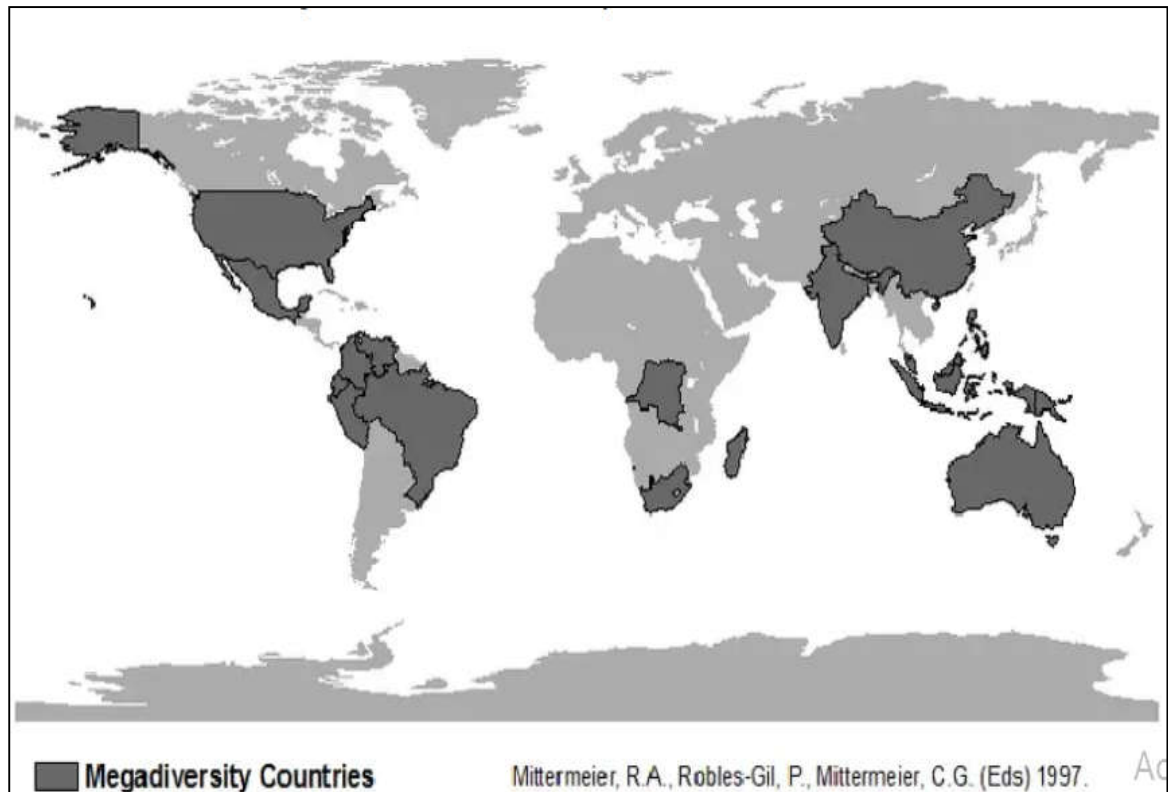 Megadiversity Countries
Mittermeier, R.A., Robles-Gil, P., Mittermeier, C.G. (Eds) 1997.